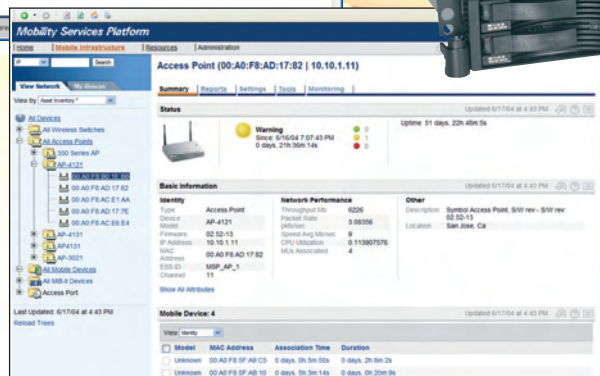 Mobility Services Platform
Home | Mobile Infrastructure | Resources | Administration
IP Search
View Network My Groups
View by Asset Inventory *
All Devices
All Wireless Switches
All Access Points
350 Series AP
AP-4121
00 A0 F8 AD 17 82
00 A0 F8 AC E1 AA
00 A0 F8 AD 17 7E
00 A0 F8 AC E6 E4
AP-4131
AP4131
AP-3021
All Mobile Devices
All MIB-II Devices
Access Port
Last Updated 6/17/04 at 4:43 PM
Reload Trees
Access Point (00:A0:F8:AD:17:82 | 10.10.1.11)
Summary | Reports | Settings | Tools | Monitoring |
Status Updated 6/17/04 at 4:43 PM
Warning
Since: 6/16/04 7:07:43 PM
0 days, 21h:36m:14s
0
1
0
Uptime: 51 days, 22h 48m 5s
Basic Information Updated 6/17/04 at 4:43 PM
Identity
Type Access Point
Device Model AP-4121
Firmware 02.52-13
IP Address 10.10.1.11
MAC Address 00 A0 F8 AD 17 82
ESS ID MSP_AP_1
Channel 11
Show All Attributes
Network Performance
Throughput Mb 6226
Packet Rate pkts/sec 3.08356
Speed Avg Mb/sec 9
CPU Utilization 0.113907576
MUs Associated 4
Other
Description Symbol Access Point, S/W rev - S/W rev 02.52-13
Location San Jose, Ca
Mobile Device: 4 Updated 6/17/04 at 4:43 PM
View Identity
Model MAC Address Association Time Duration
Unknown 00 A0 F8 5F A9 C5 0 days, 0h 5m 50s 0 days, 2h 8m 2s
Unknown 00 A0 F8 5F AB 10 0 days, 0h 3m 14s 0 days, 0h 20m 9s